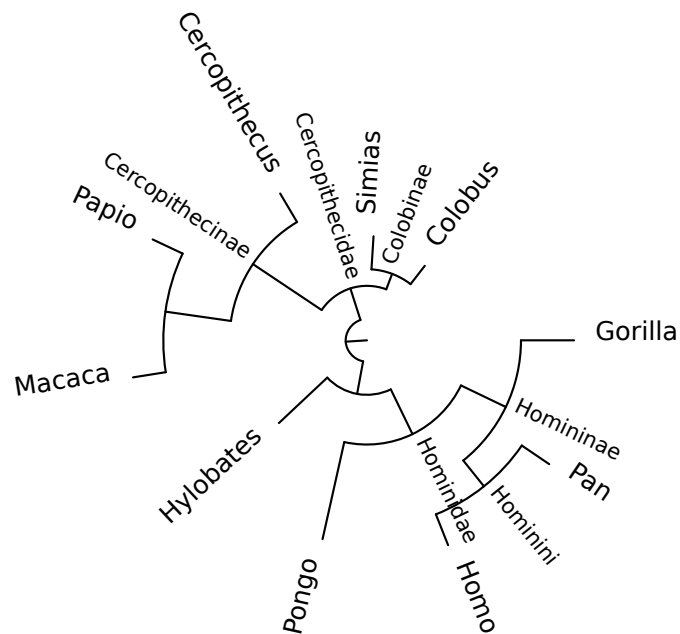 Cercopithecus
Cercopithecidae
Simias
Colobinae
Colobus
Cercopithecinae
Papio
Macaca
Gorilla
Homininae
Pan
Hominini
Hominidae
Homo
Hylobates
Pongo